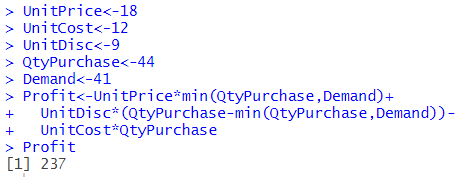 > UnitPrice<-18
> UnitCost<-12
> UnitDisc<-9
> QtyPurchase<-44
> Demand<-41
> Profit<-UnitPrice*min(QtyPurchase,Demand)+
+   UnitDisc*(QtyPurchase-min(QtyPurchase,Demand))-
+   UnitCost*QtyPurchase
> Profit
[1] 237